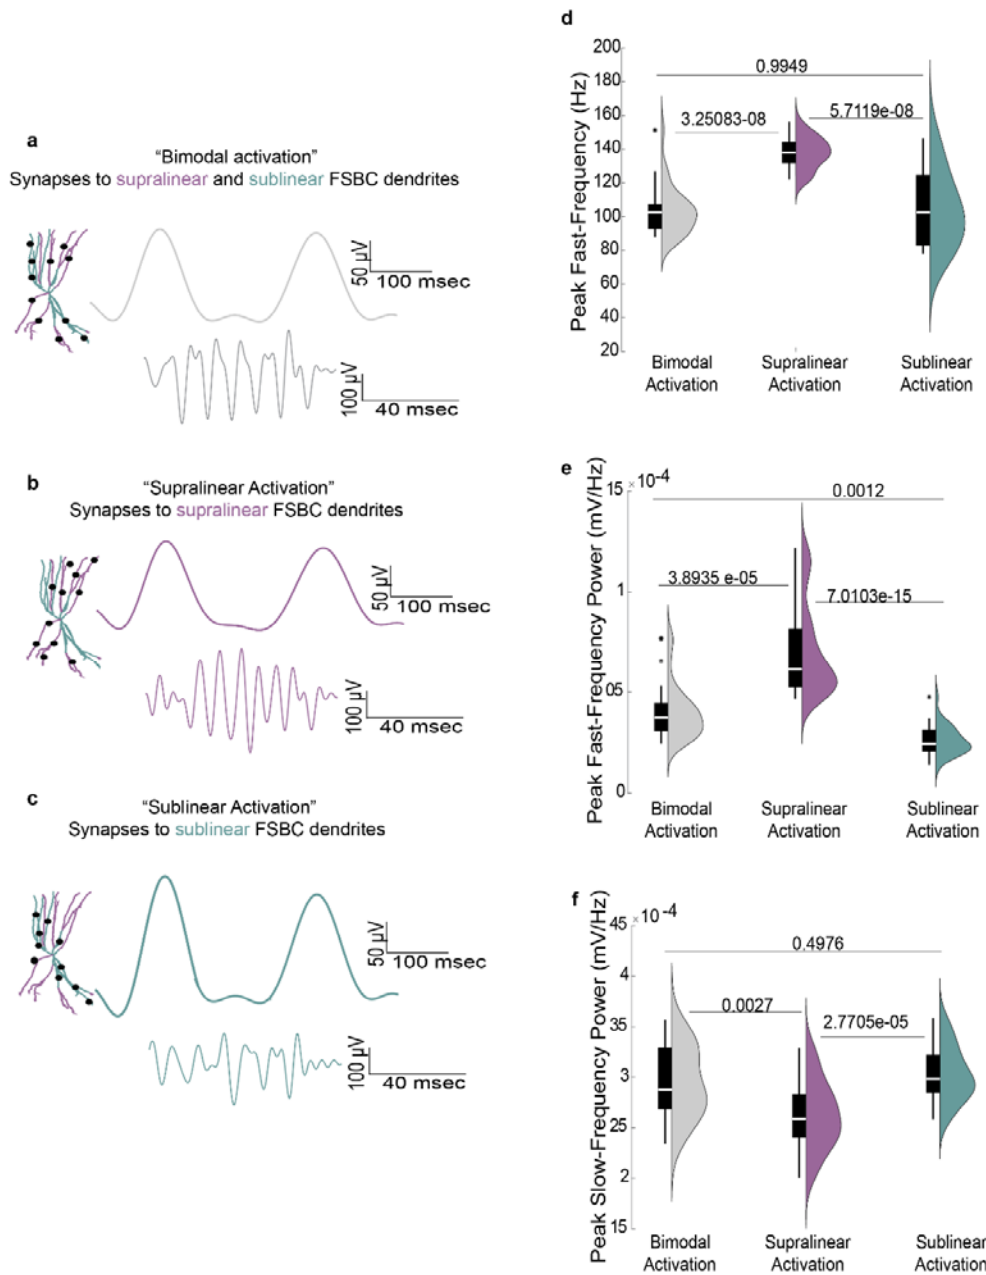 a
"Bimodal activation"
Synapses to supralinear and sublinear FSBC dendrites
50 µV
100 msec
100 µV
40 msec
b
"Supralinear Activation"
Synapses to supralinear FSBC dendrites
50 µV
100 msec
100 µV
40 msec
c
"Sublinear Activation"
Synapses to sublinear FSBC dendrites
50 µV
100 msec
100 µV
40 msec
d
Peak Fast-Frequency (Hz)
200
180
160
140
120
100
80
60
40
20
0.9949
3.25083-08
5.7119e-08
Bimodal Activation
Supralinear Activation
Sublinear Activation
e
Peak Fast-Frequency Power (mV/Hz)
15 ×10-4
1
05
0
0.0012
3.8935 e-05
7.0103e-15
Bimodal Activation
Supralinear Activation
Sublinear Activation
f
Peak Slow-Frequency Power (mV/Hz)
45 ×10-4
4
35
3
25
2
15
0.4976
0.0027
2.7705e-05
Bimodal Activation
Supralinear Activation
Sublinear Activation